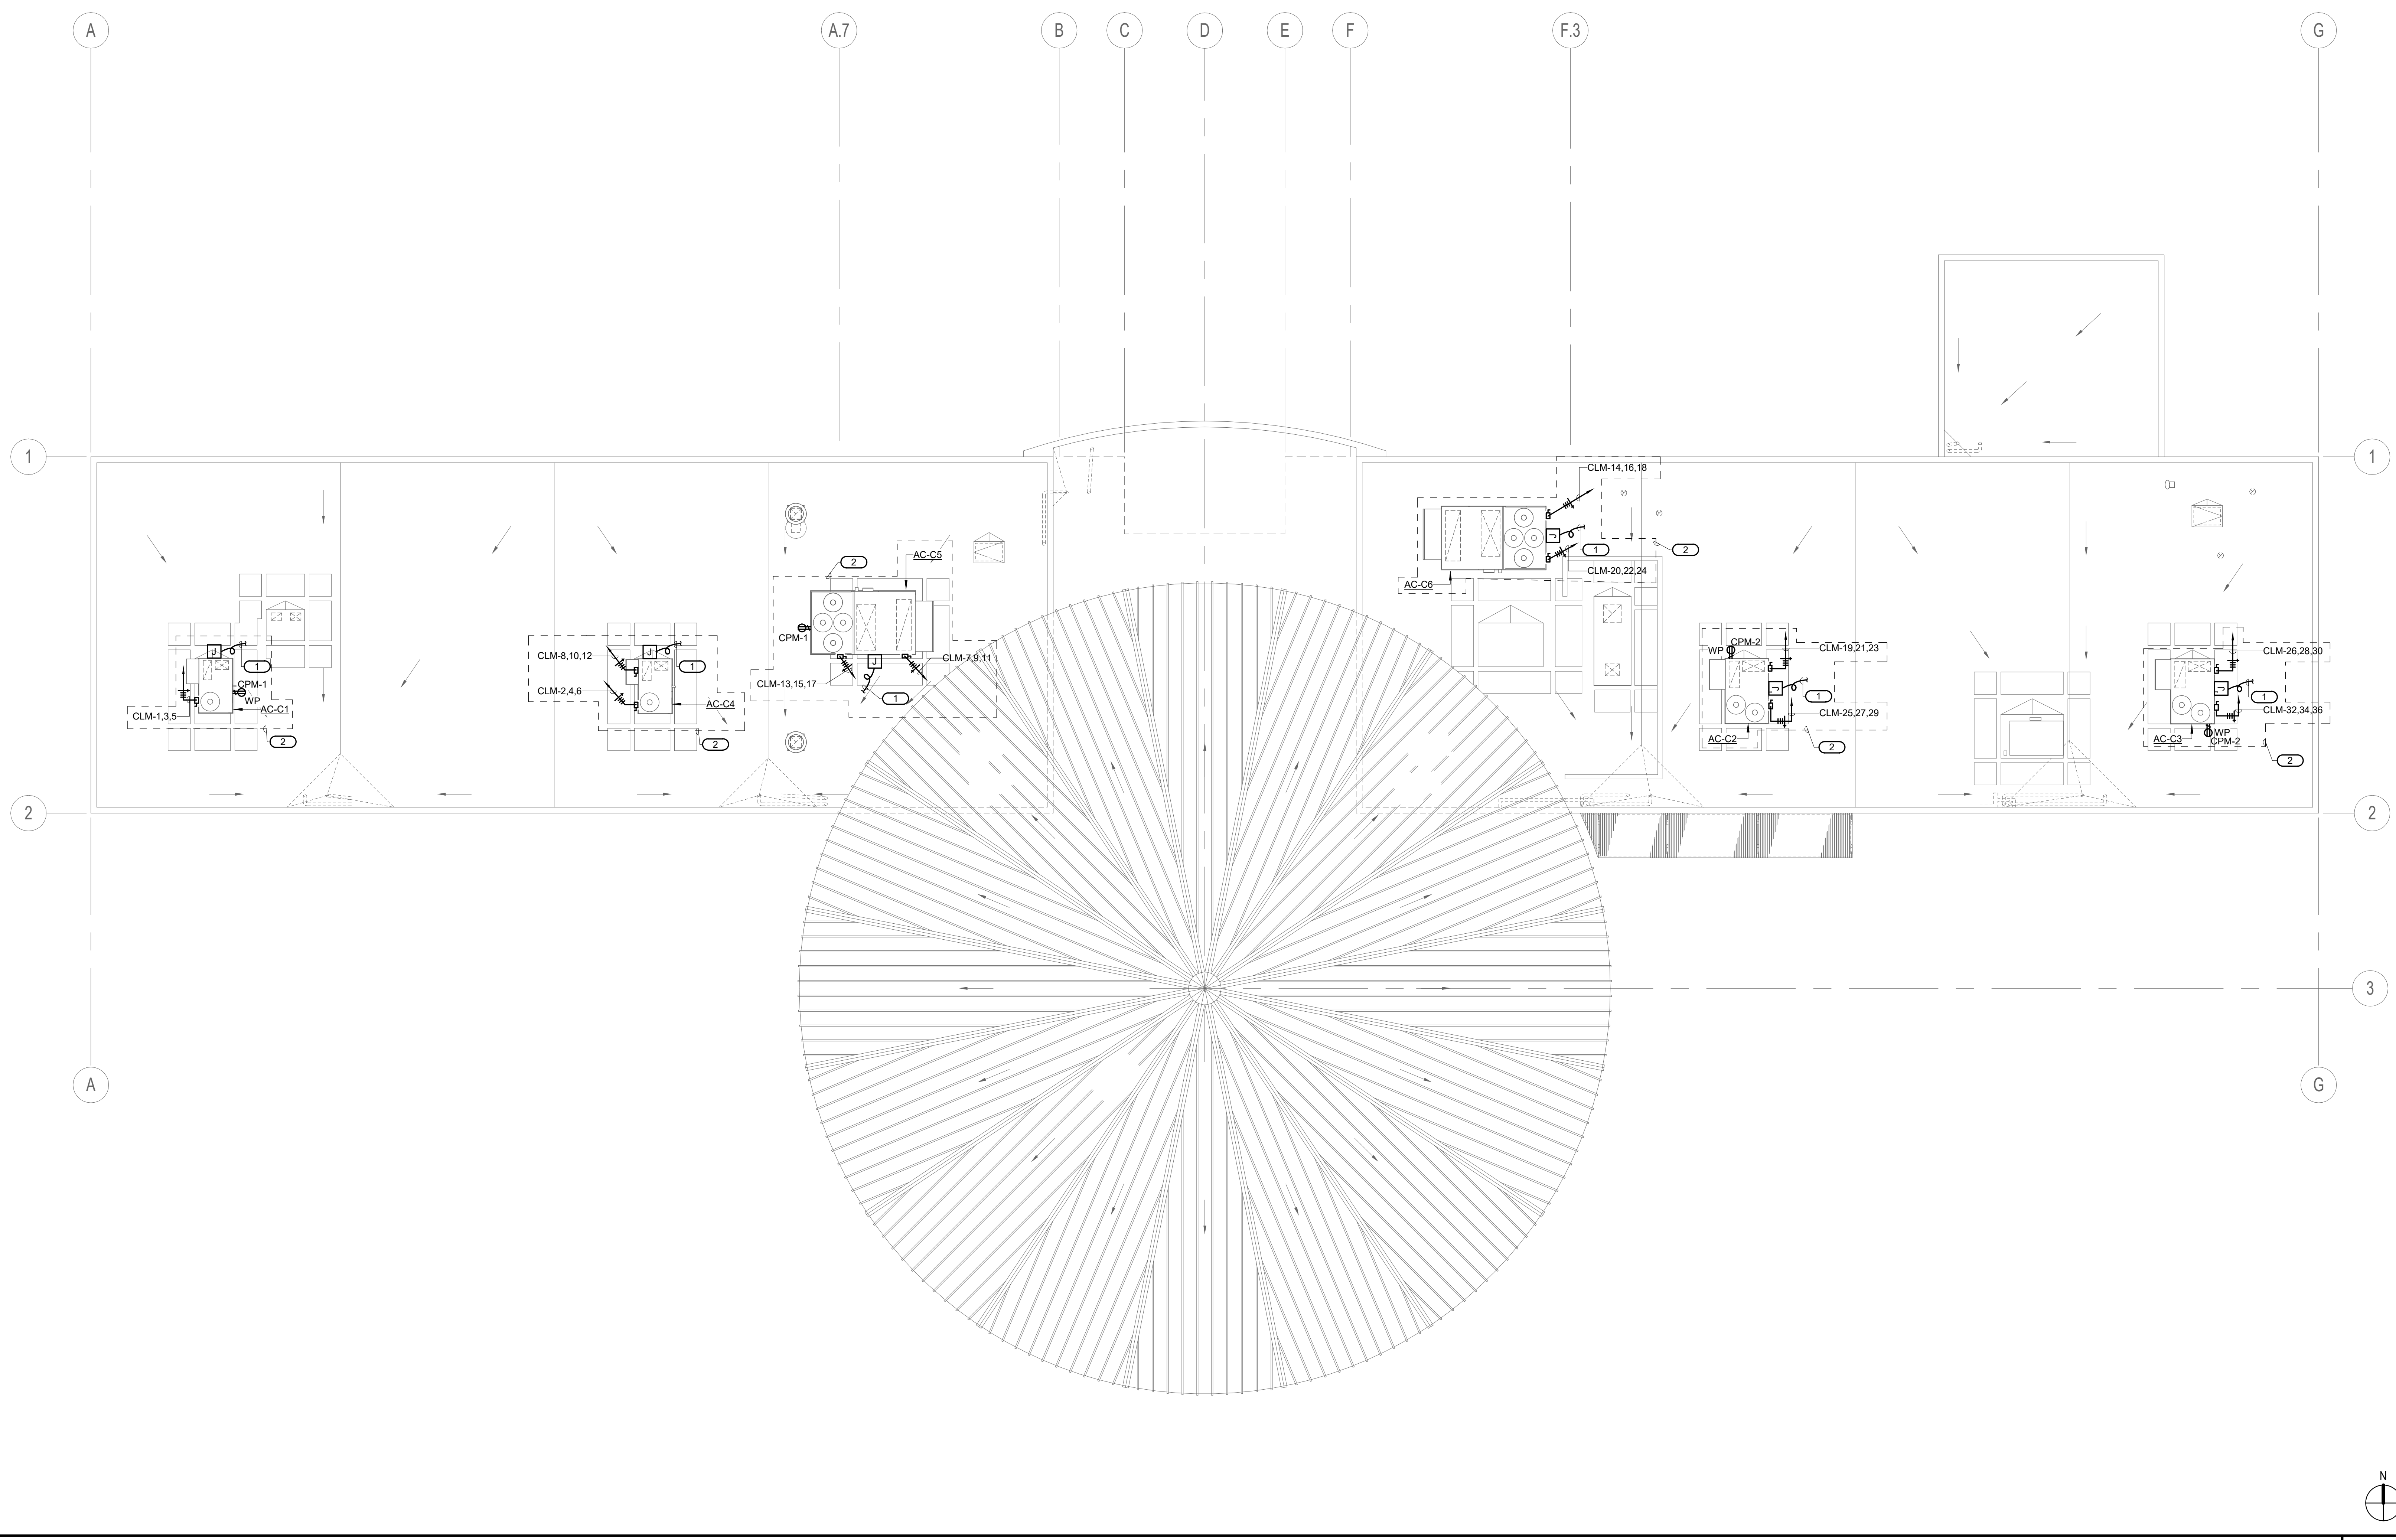 A
A.7
B
C
D
E
F
F.3
G
1
1
CLM-14,16,18
2
AC-C5
1
2
CLM-20,22,24
AC-C6
J
J
CPM-1
CLM-8,10,12
J
1
CLM-7,9,11
J
CPM-2
WP
CLM-19,21,23
CLM-26,28,30
J
1
CPM-1
WP
CLM-2,4,6
CLM-13,15,17
1
J
1
J
1
CLM-1,3,5
AC-C1
AC-C4
CLM-25,27,29
CLM-32,34,36
2
2
AC-C2
2
AC-C3
WP
CPM-2
2
2
2
3
A
G
N